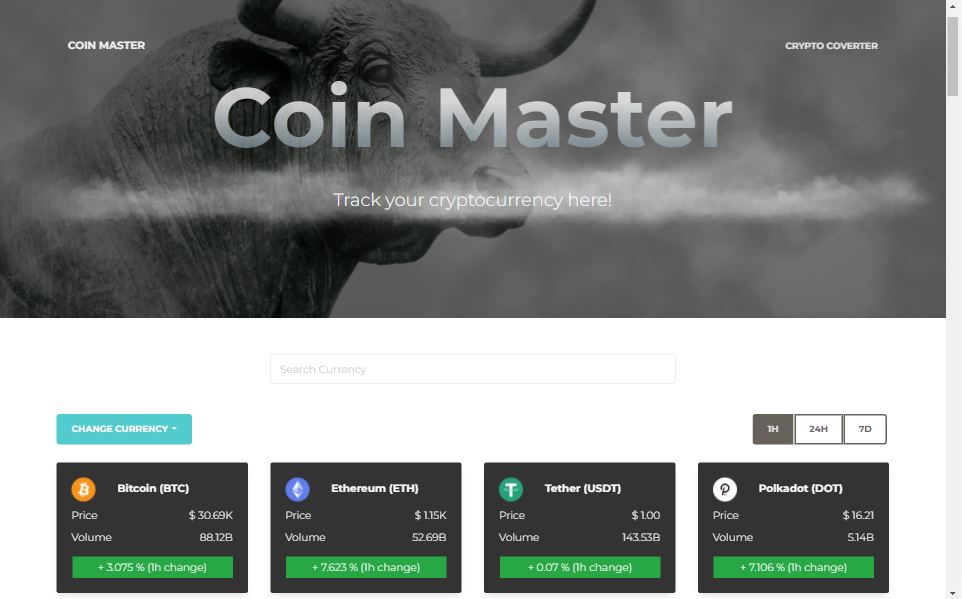 COIN MASTER
CRYPTO COVERTER
Coin Master
Track your cryptocurrency here!
Search Currency
CHANGE CURRENCY
1H 24H 7D
Bitcoin (BTC)
Price $ 30.69K
Volume 88.12B
+ 3.075 % (1h change)
Ethereum (ETH)
Price $ 1.15K
Volume 52.69B
+ 7.623 % (1h change)
Tether (USDT)
Price $ 1.00
Volume 143.53B
+ 0.07 % (1h change)
Polkadot (DOT)
Price $ 16.21
Volume 5.14B
+ 7.106 % (1h change)